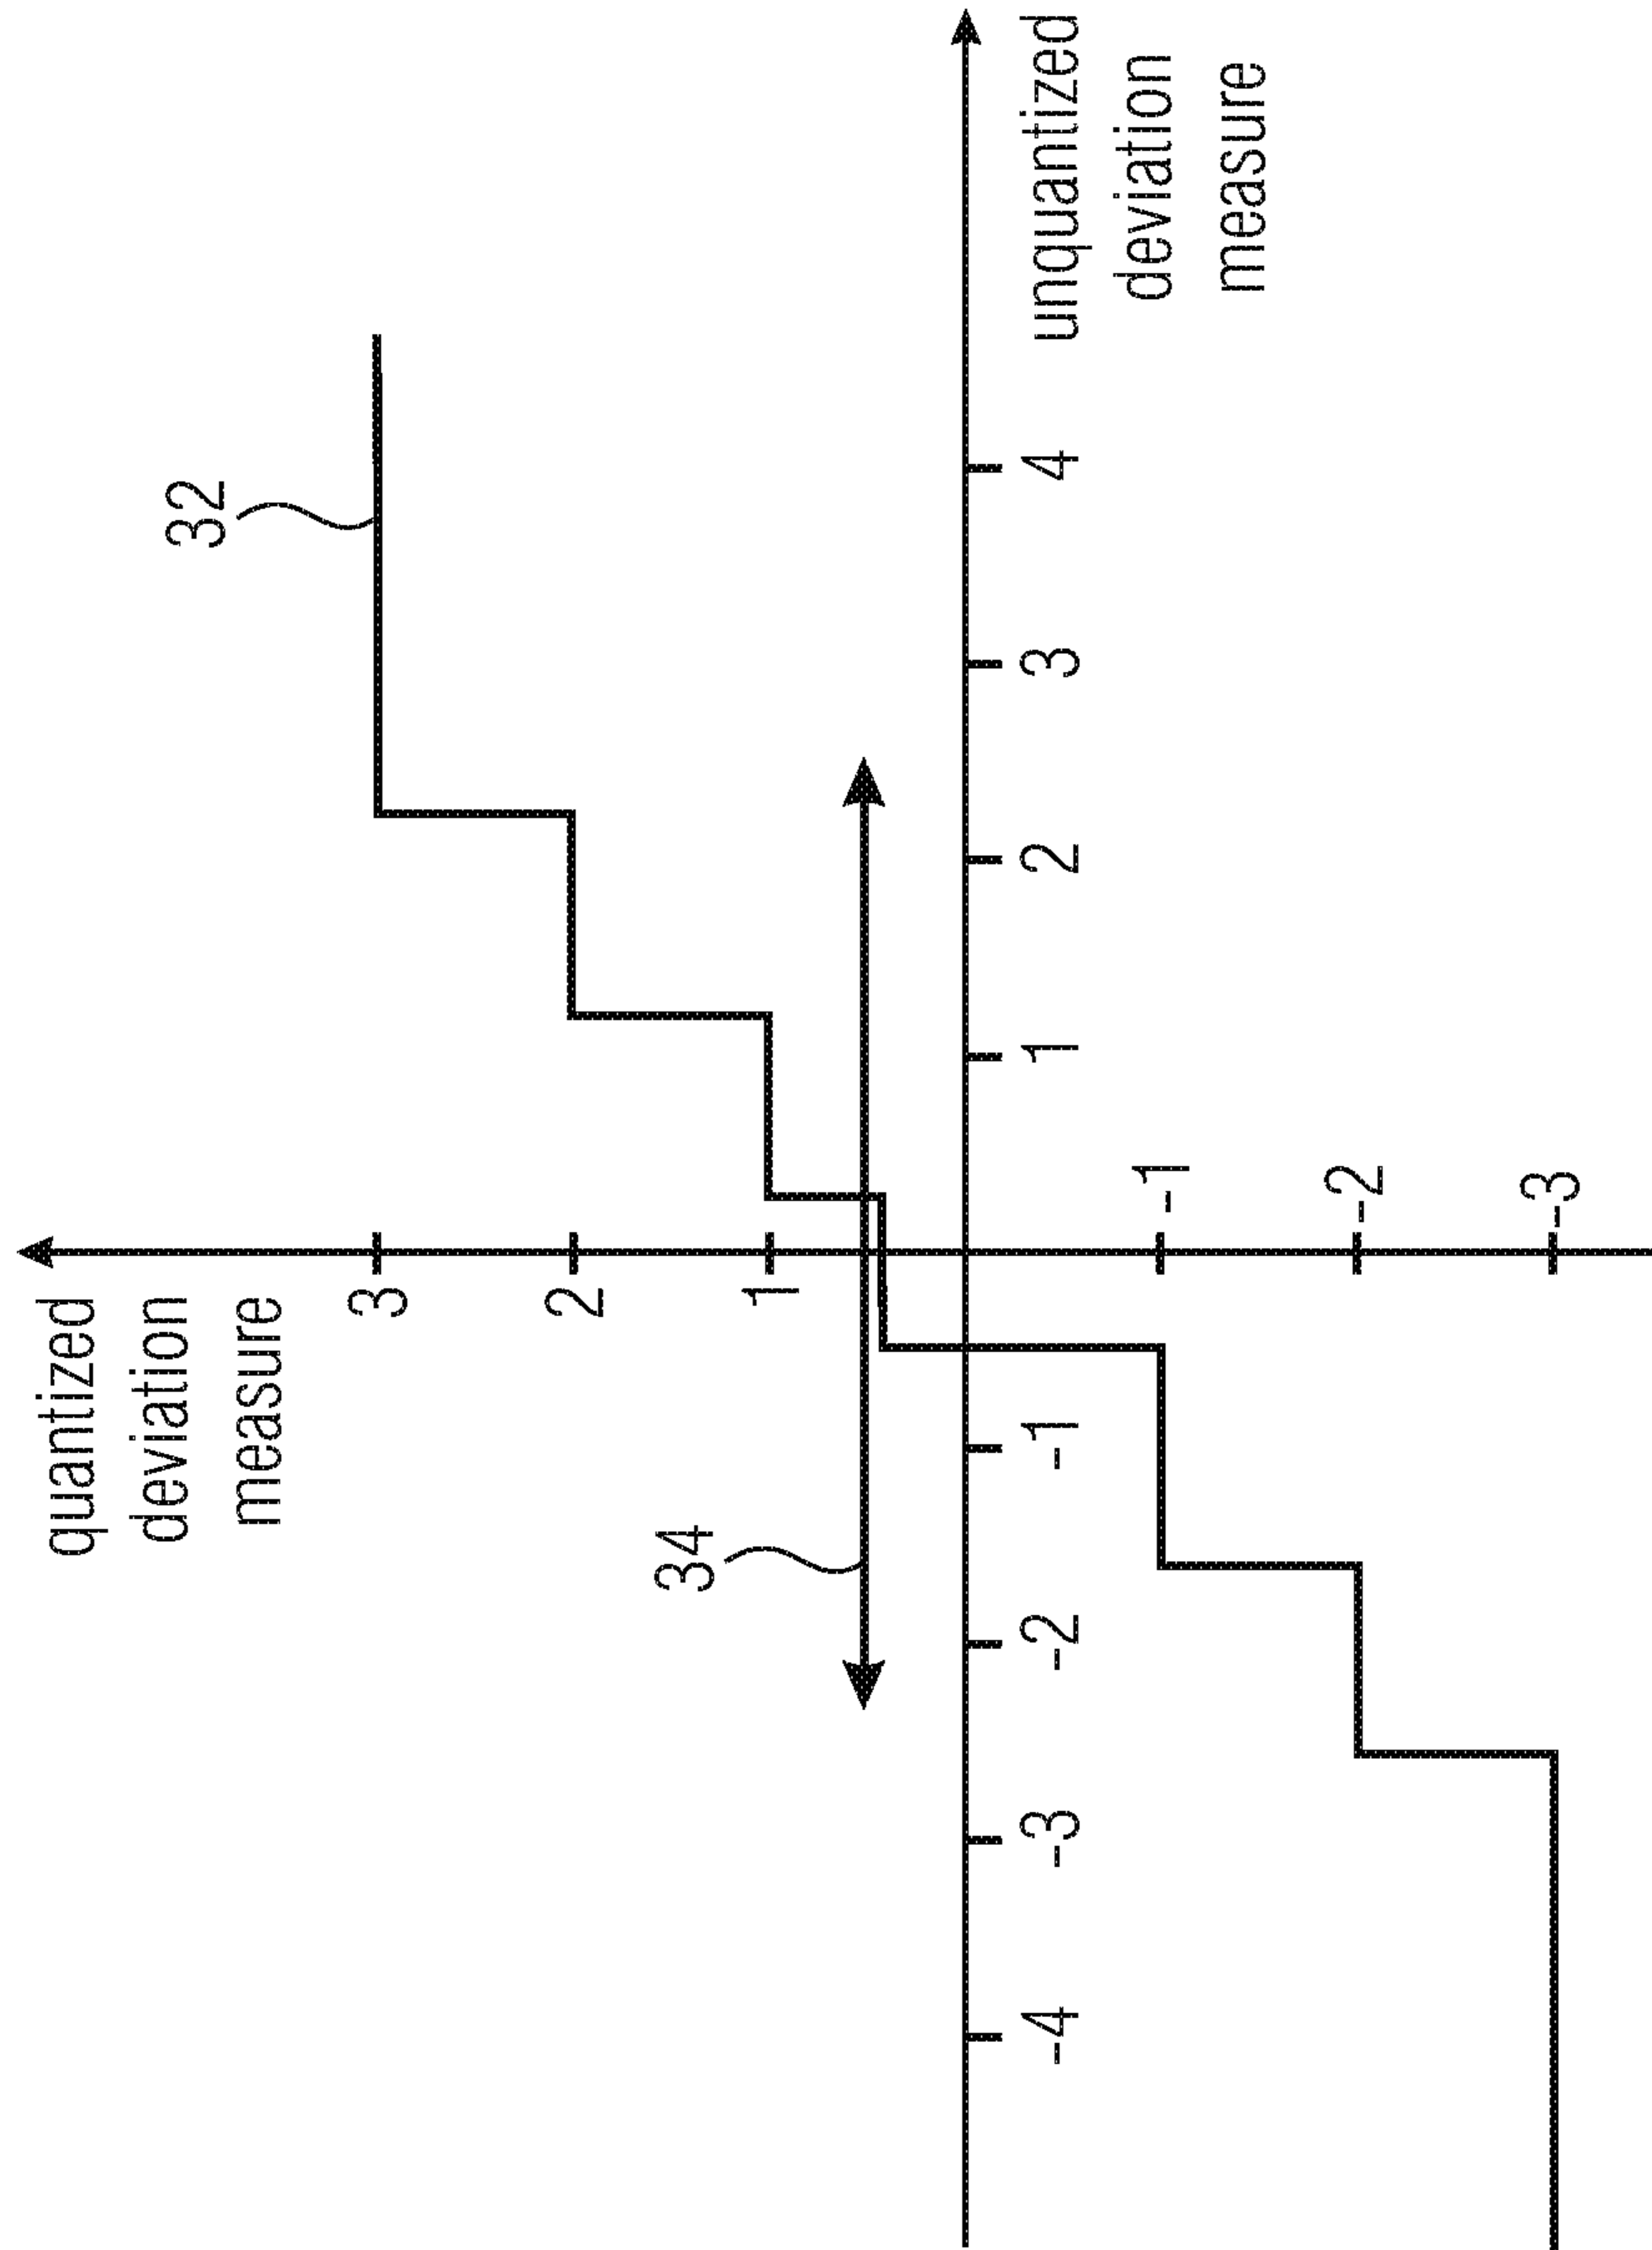 quantized
deviation
measure
32
3
2
34
1
-4
-3
-2
-1
1
2
3
4
unquantized
deviation
measure
-1
-2
-3